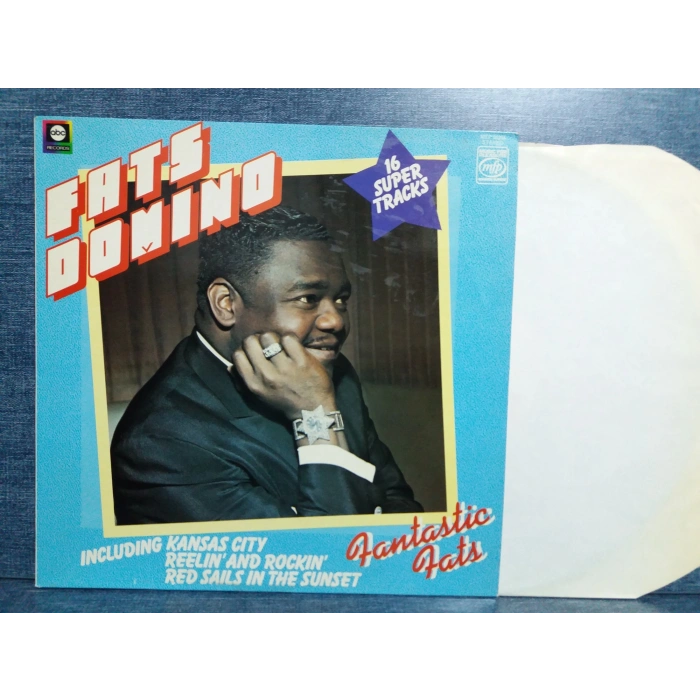 abc
RECORDS
FATS
DOMINO
16
SUPER
TRACKS
mfp
INCLUDING KANSAS CITY
REELIN' AND ROCKIN'
RED SAILS IN THE SUNSET
Fantastic
Fats